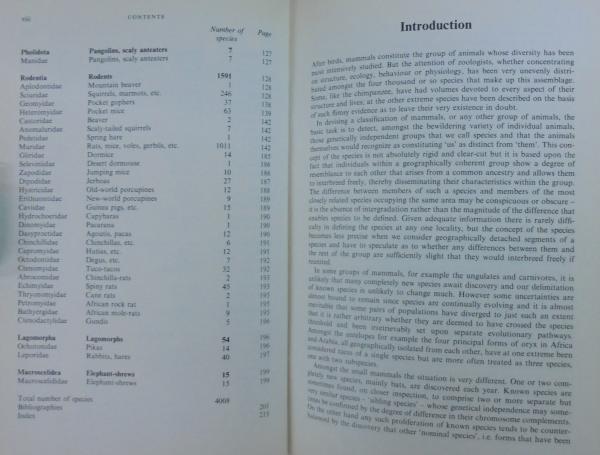 viii
CONTENTS
Number of species
Page
Pholidota Pangolins, scaly anteaters 7 127
Manidae Pangolins, scaly anteaters 7 127
Rodentia Rodents 1591 128
Aplodontidae Mountain beaver 1 128
Sciuridae Squirrels, marmots, etc. 246 128
Geomyidae Pocket gophers 37 138
Heteromyidae Pocket mice 63 139
Castoridae Beaver 2 142
Anomaluridae Scaly-tailed squirrels 7 142
Pedetidae Spring hare 1 142
Muridae Rats, mice, voles, gerbils, etc. 1011 142
Gliridae Dormice 14 185
Seleviniidae Desert dormouse 1 186
Zapodidae Jumping mice 10 186
Dipodidae Jerboas 27 187
Hystricidae Old-world porcupines 12 188
Erithizontidae New-world porcupines 9 188
Caviidae Guinea pigs, etc. 15 189
Hydrochoeridae Capybaras 1 190
Dinomyidae Pacarana 1 190
Dasyproctidae Agoutis, pacas 12 190
Chinchillidae Chinchillas, etc. 6 191
Capromyidae Hutias, etc. 12 191
Octodontidae Degus, etc. 7 192
Ctenomyidae Tuco-tacos 32 192
Abrocomidae Chinchilla-rats 2 193
Echimyidae Spiny rats 45 193
Thryonomyidae Cane rats 2 195
Petromyidae African rock rat 1 195
Bathyergidae African mole-rats 9 195
Ctenodactylidae Gundis 5 196
Lagomorpha Lagomorphs 54 196
Ochotonidae Pikas 14 196
Leporidae Rabbits, hares 40 197
Macroscelidea Elephant-shrews 15 199
Macroscelididae Elephant-shrews 15 199
Total number of species 4008
Bibliographies 201
Index 215
Introduction
After birds, mammals constitute the group of animals whose diversity has been
most intensively studied. But the attention of zoologists, whether concentrating
on structure, ecology, behaviour or physiology, has been very unevenly distri-
buted amongst the four thousand or so species that make up this assemblage.
Some, like the chimpanzee, have had volumes devoted to every aspect of their
structure and lives; at the other extreme species have been described on the basis
of such flimsy evidence as to leave their very existence in doubt.
In devising a classification of mammals, or any other group of animals, the
basic task is to detect, amongst the bewildering variety of individual animals,
those genetically independent groups that we call species and that the animals
themselves would recognize as constituting 'us' as distinct from 'them'. This con-
cept of the species is not absolutely rigid and clear-cut but it is based upon the
fact that individuals within a geographically coherent group show a degree of
resemblance to each other that arises from a common ancestry and allows them
to interbreed freely, thereby disseminating their characteristics within the group.
The difference between members of such a species and members of the most
closely related species occupying the same area may be conspicuous or obscure –
it is the absence of intergradation rather than the magnitude of the difference that
enables species to be defined. Given adequate information there is rarely diffi-
culty in defining the species at any one locality, but the concept of the species
becomes less precise when we consider geographically detached segments of a
species and have to speculate as to whether any differences between them and
the rest of the group are sufficiently slight that they would interbreed freely if
reunited.
In some groups of mammals, for example the ungulates and carnivores, it is
unlikely that many completely new species await discovery and our delimitation
of known species is unlikely to change much. However some uncertainties are
almost bound to remain since species are continually evolving and it is almost
inevitable that some pairs of populations have diverged to just such an extent
that it is rather arbitrary whether they are deemed to have crossed the species
threshold and been irretrievably set upon separate evolutionary pathways.
Amongst the antelopes for example the four principal forms of oryx in Africa
and Arabia, all geographically isolated from each other, have at one extreme been
considered races of a single species but are more often treated as three species,
one with two subspecies.
Amongst the small mammals the situation is very different. One or two com-
pletely new species, mainly bats, are discovered each year. Known species are
sometimes found, on closer inspection, to comprise two or more separate but
very similar species – 'sibling species' – whose genetical independence may some-
times be confirmed by the degree of difference in their chromosome complements.
On the other hand any such proliferation of known species tends to be counter-
balanced by the discovery that other 'nominal species', i.e. forms that have been